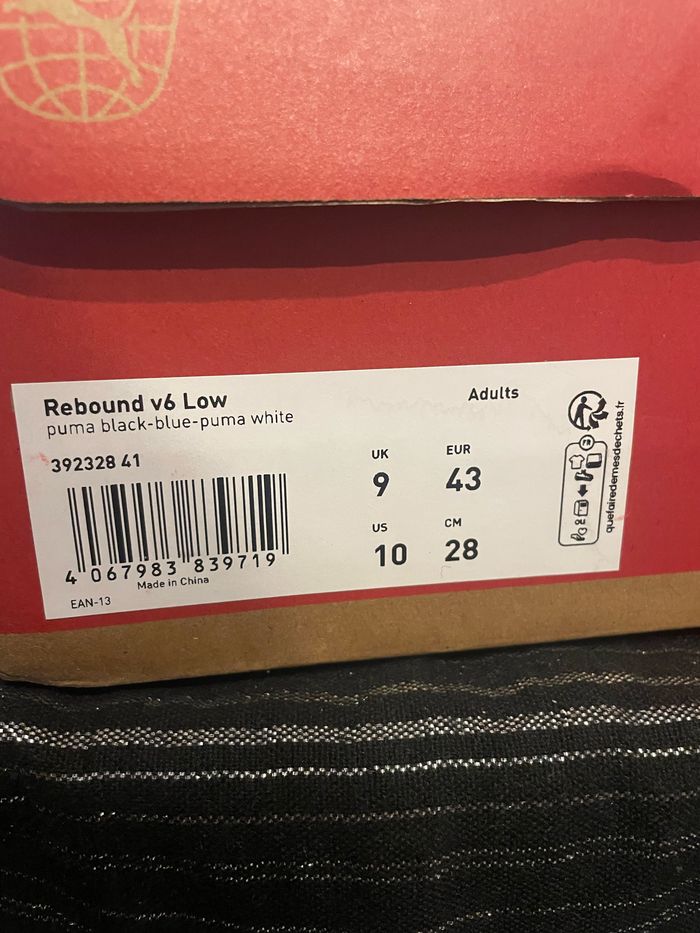 Rebound v6 Low
puma black-blue-puma white
392328 41
4 067983 839719
Made in China
EAN-13
Adults
UK
9
EUR
43
US
10
CM
28
FR
quefairedemesdechets.fr